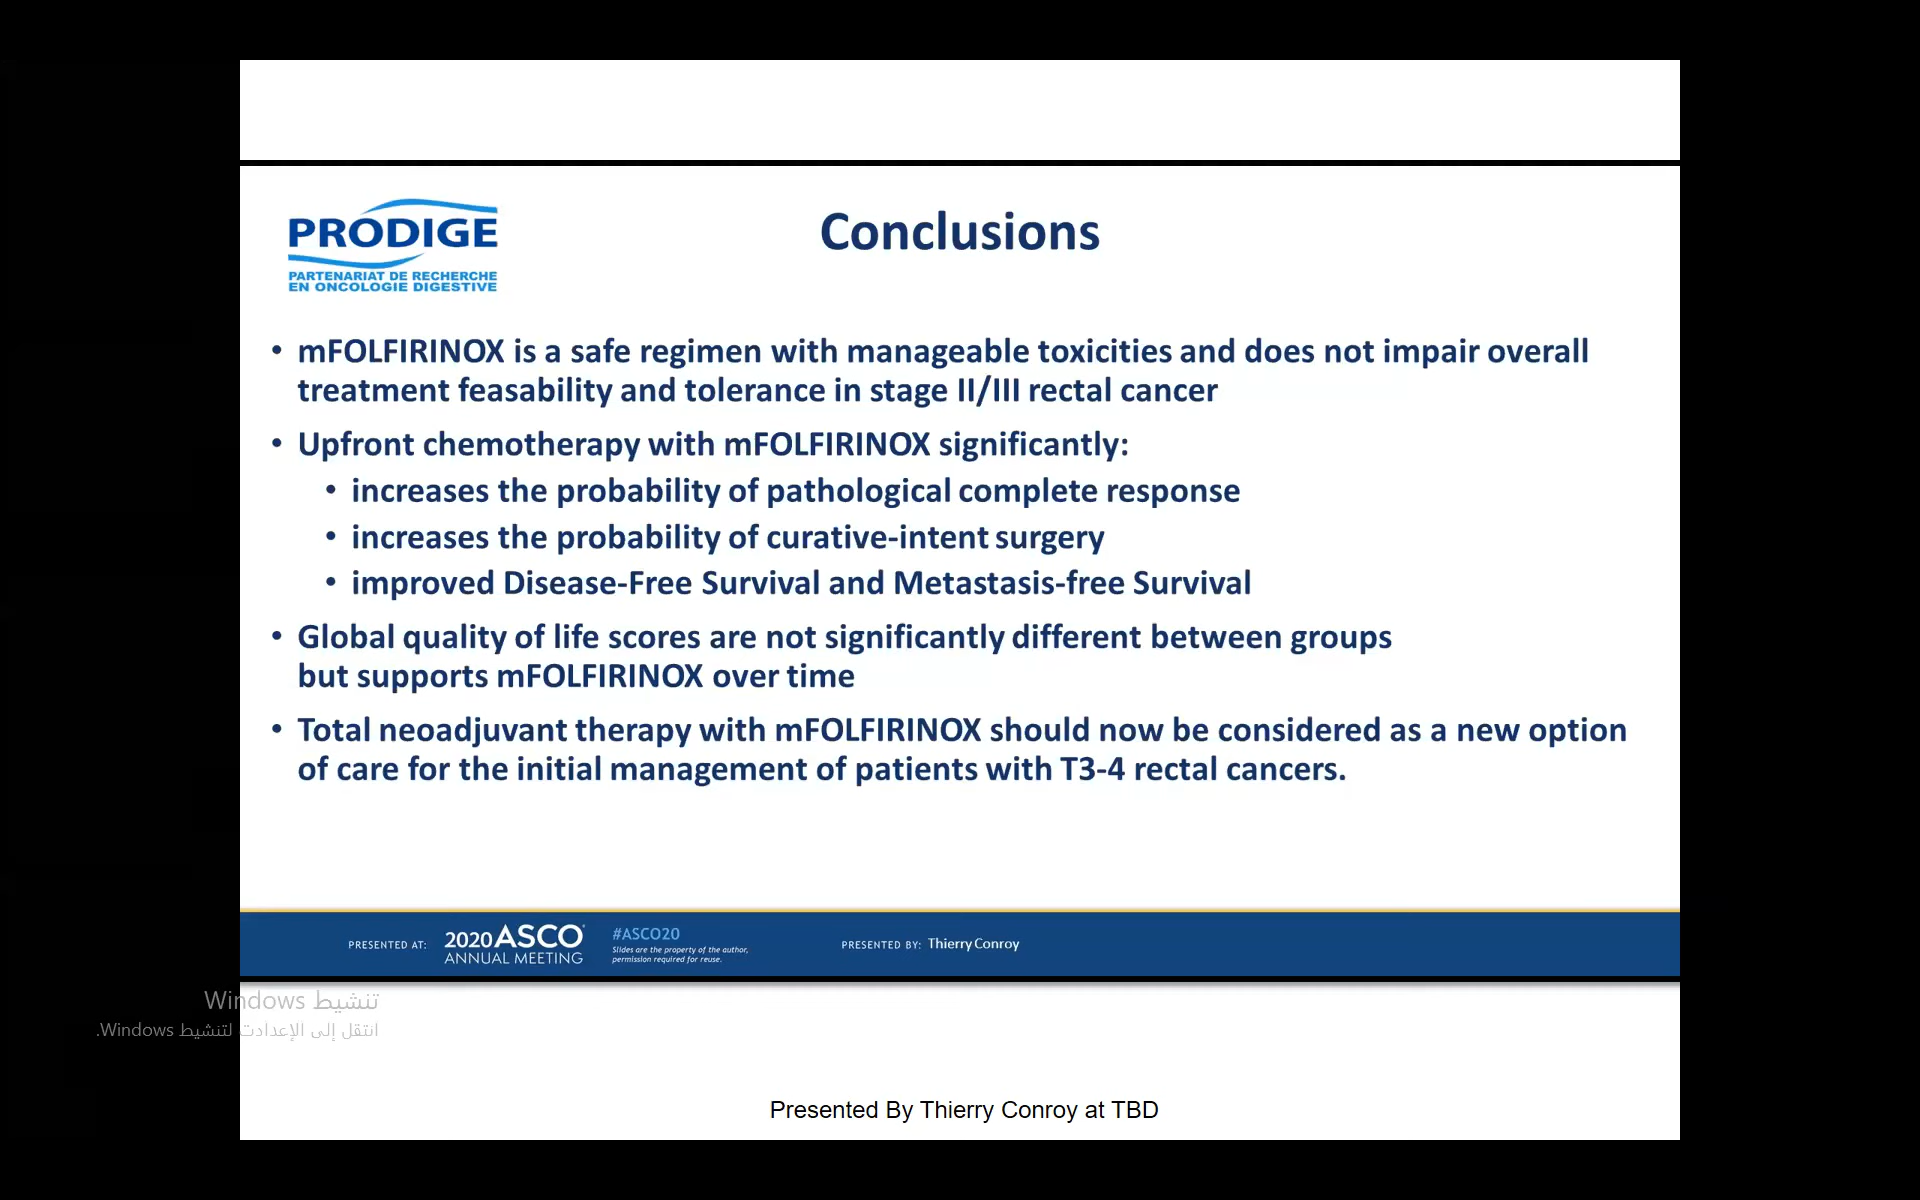 PRODIGE
PARTENARIAT DE RECHERCHE
EN ONCOLOGIE DIGESTIVE
Conclusions
• mFOLFIRINOX is a safe regimen with manageable toxicities and does not impair overall
treatment feasability and tolerance in stage II/III rectal cancer
• Upfront chemotherapy with mFOLFIRINOX significantly:
• increases the probability of pathological complete response
• increases the probability of curative-intent surgery
• improved Disease-Free Survival and Metastasis-free Survival
• Global quality of life scores are not significantly different between groups
but supports mFOLFIRINOX over time
• Total neoadjuvant therapy with mFOLFIRINOX should now be considered as a new option
of care for the initial management of patients with T3-4 rectal cancers.
PRESENTED AT:
2020 ASCO
ANNUAL MEETING
#ASCO20
Slides are the property of the author,
permission required for reuse.
PRESENTED BY: Thierry Conroy
تنشيط Windows
انتقل إلى الإعدادت لتنشيط Windows.
Presented By Thierry Conroy at TBD